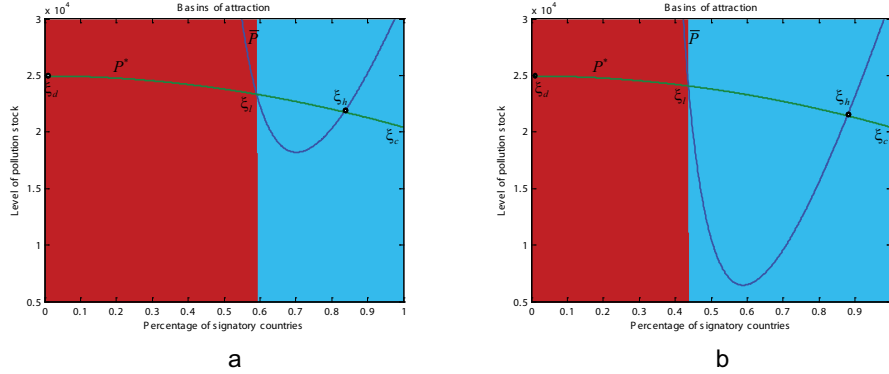 x 10⁴
Basins of attraction
3
2.5
2
1.5
1
0.5
Level of pollution stock
0
0.1
0.2
0.3
0.4
0.5
0.6
0.7
0.8
0.9
1
Percentage of signatory countries
P̅
P*
ξd
ξl
ξh
ξc
a
x 10⁴
Basins of attraction
3
2.5
2
1.5
1
0.5
Level of pollution stock
0
0.1
0.2
0.3
0.4
0.5
0.6
0.7
0.8
0.9
Percentage of signatory countries
P̅
P*
ξd
ξl
ξh
ξc
b